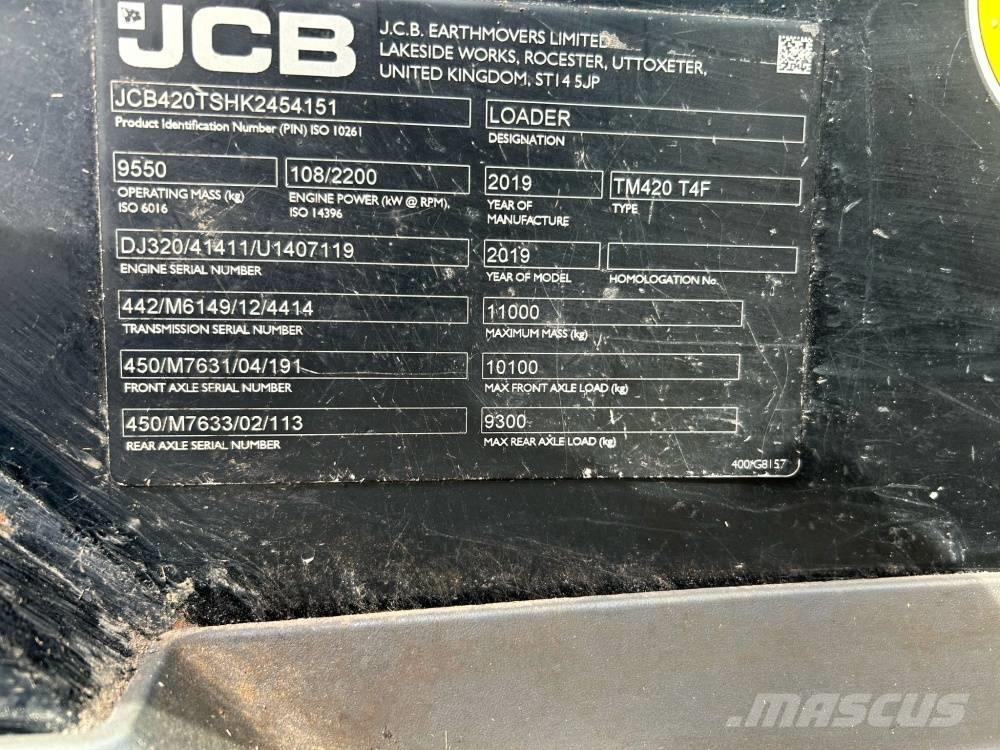 JCB
J.C.B. EARTHMOVERS LIMITED
LAKESIDE WORKS, ROCESTER, UTTOXETER,
UNITED KINGDOM, ST14 5JP
JCB420TSHK2454151
Product Identification Number (PIN) ISO 10261
LOADER
DESIGNATION
9550
OPERATING MASS (kg)
ISO 6016
108/2200
ENGINE POWER (kW @ RPM),
ISO 14396
2019
YEAR OF
MANUFACTURE
TM420 T4F
TYPE
DJ320/41411/U1407119
ENGINE SERIAL NUMBER
2019
YEAR OF MODEL
HOMOLOGATION No.
442/M6149/12/4414
TRANSMISSION SERIAL NUMBER
11000
MAXIMUM MASS (kg)
450/M7631/04/191
FRONT AXLE SERIAL NUMBER
10100
MAX FRONT AXLE LOAD (kg)
450/M7633/02/113
REAR AXLE SERIAL NUMBER
9300
MAX REAR AXLE LOAD (kg)
400/G8157
MASCUS